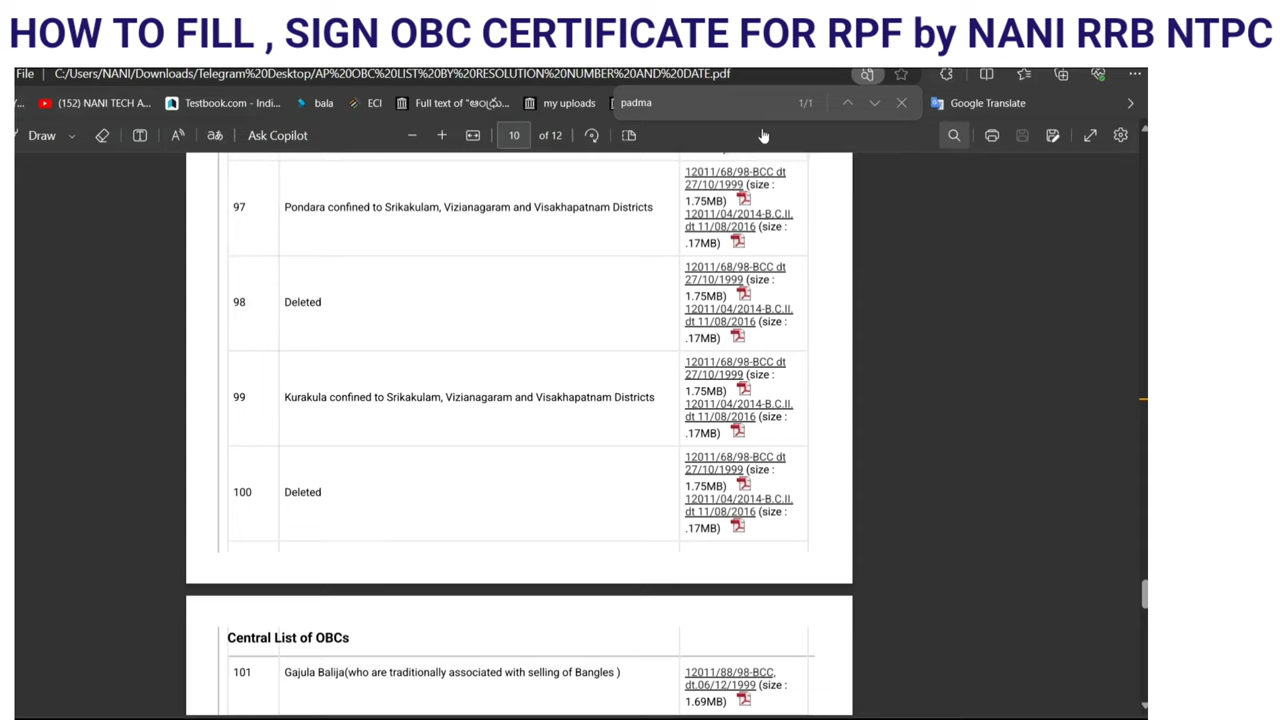 HOW TO FILL , SIGN OBC CERTIFICATE FOR RPF by NANI RRB NTPC
File C:/Users/NANI/Downloads/Telegram%20Desktop/AP%20OBC%20LIST%20BY%20RESOLUTION%20NUMBER%20AND%20DATE.pdf
(152) NANI TECH A... Testbook.com - Indi... bala ECI Full text of "ఆంధ్రు... my uploads padma 1/1 Google Translate
Draw Ask Copilot 10 of 12
12011/68/98-BCC dt
27/10/1999 (size :
97 Pondara confined to Srikakulam, Vizianagaram and Visakhapatnam Districts 1.75MB)
12011/04/2014-B.C.II.
dt 11/08/2016 (size :
.17MB)
12011/68/98-BCC dt
27/10/1999 (size :
98 Deleted 1.75MB)
12011/04/2014-B.C.II.
dt 11/08/2016 (size :
.17MB)
12011/68/98-BCC dt
27/10/1999 (size :
99 Kurakula confined to Srikakulam, Vizianagaram and Visakhapatnam Districts 1.75MB)
12011/04/2014-B.C.II.
dt 11/08/2016 (size :
.17MB)
12011/68/98-BCC dt
27/10/1999 (size :
100 Deleted 1.75MB)
12011/04/2014-B.C.II.
dt 11/08/2016 (size :
.17MB)
Central List of OBCs
101 Gajula Balija(who are traditionally associated with selling of Bangles ) 12011/88/98-BCC,
dt.06/12/1999 (size :
1.69MB)